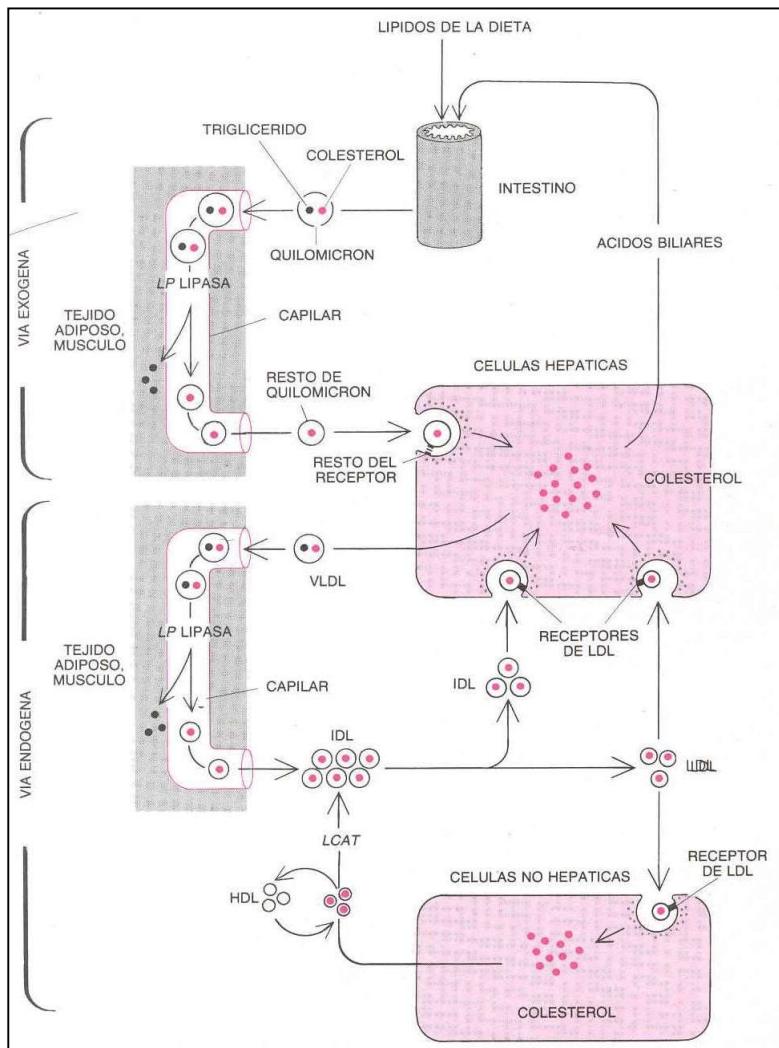 LIPIDOS DE LA DIETA
TRIGLICERIDO
COLESTEROL
INTESTINO
QUILOMICRON
ACIDOS BILIARES
VIA EXOGENA
LP LIPASA
TEJIDO
ADIPOSO,
MUSCULO
CAPILAR
RESTO DE
QUILOMICRON
CELULAS HEPATICAS
RESTO DEL
RECEPTOR
COLESTEROL
VIA ENDOGENA
VLDL
LP LIPASA
TEJIDO
ADIPOSO,
MUSCULO
CAPILAR
RECEPTORES
DE LDL
IDL
IDL
LDL
LCAT
HDL
CELULAS NO HEPATICAS
RECEPTOR
DE LDL
COLESTEROL